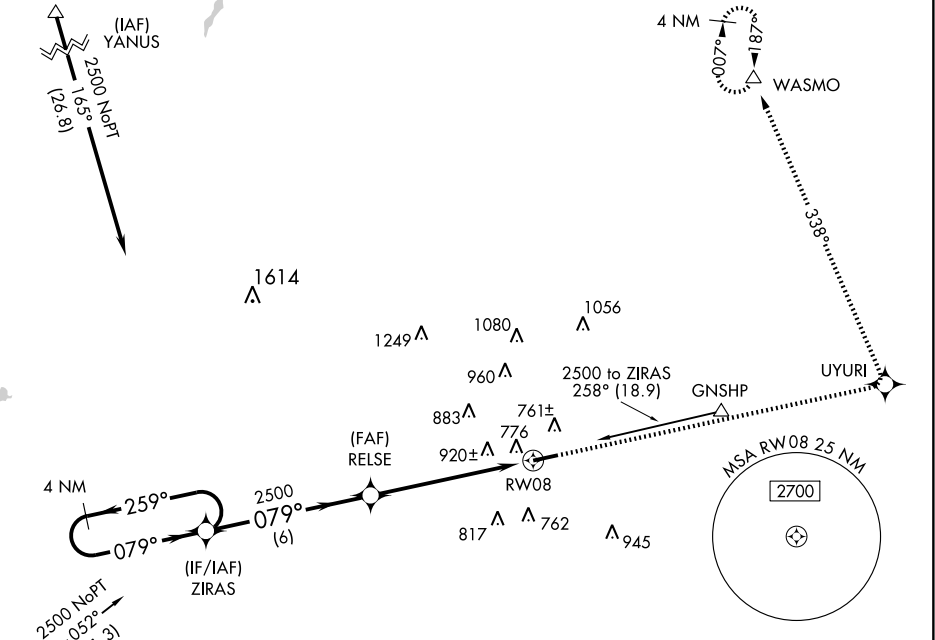 (IAF)
YANUS
2500 NoPT
165°
(26.8)
4 NM
007°
187°
WASMO
338°
1614
1249
1080
1056
960
2500 to ZIRAS
258° (18.9)
GNSHP
UYURI
883
761±
776
920±
(FAF)
RELSE
RW08
MSA RW08 25 NM
2700
4 NM
259°
2500
079°
(6)
079°
817
762
945
(IF/IAF)
ZIRAS
2500 NoPT
052°